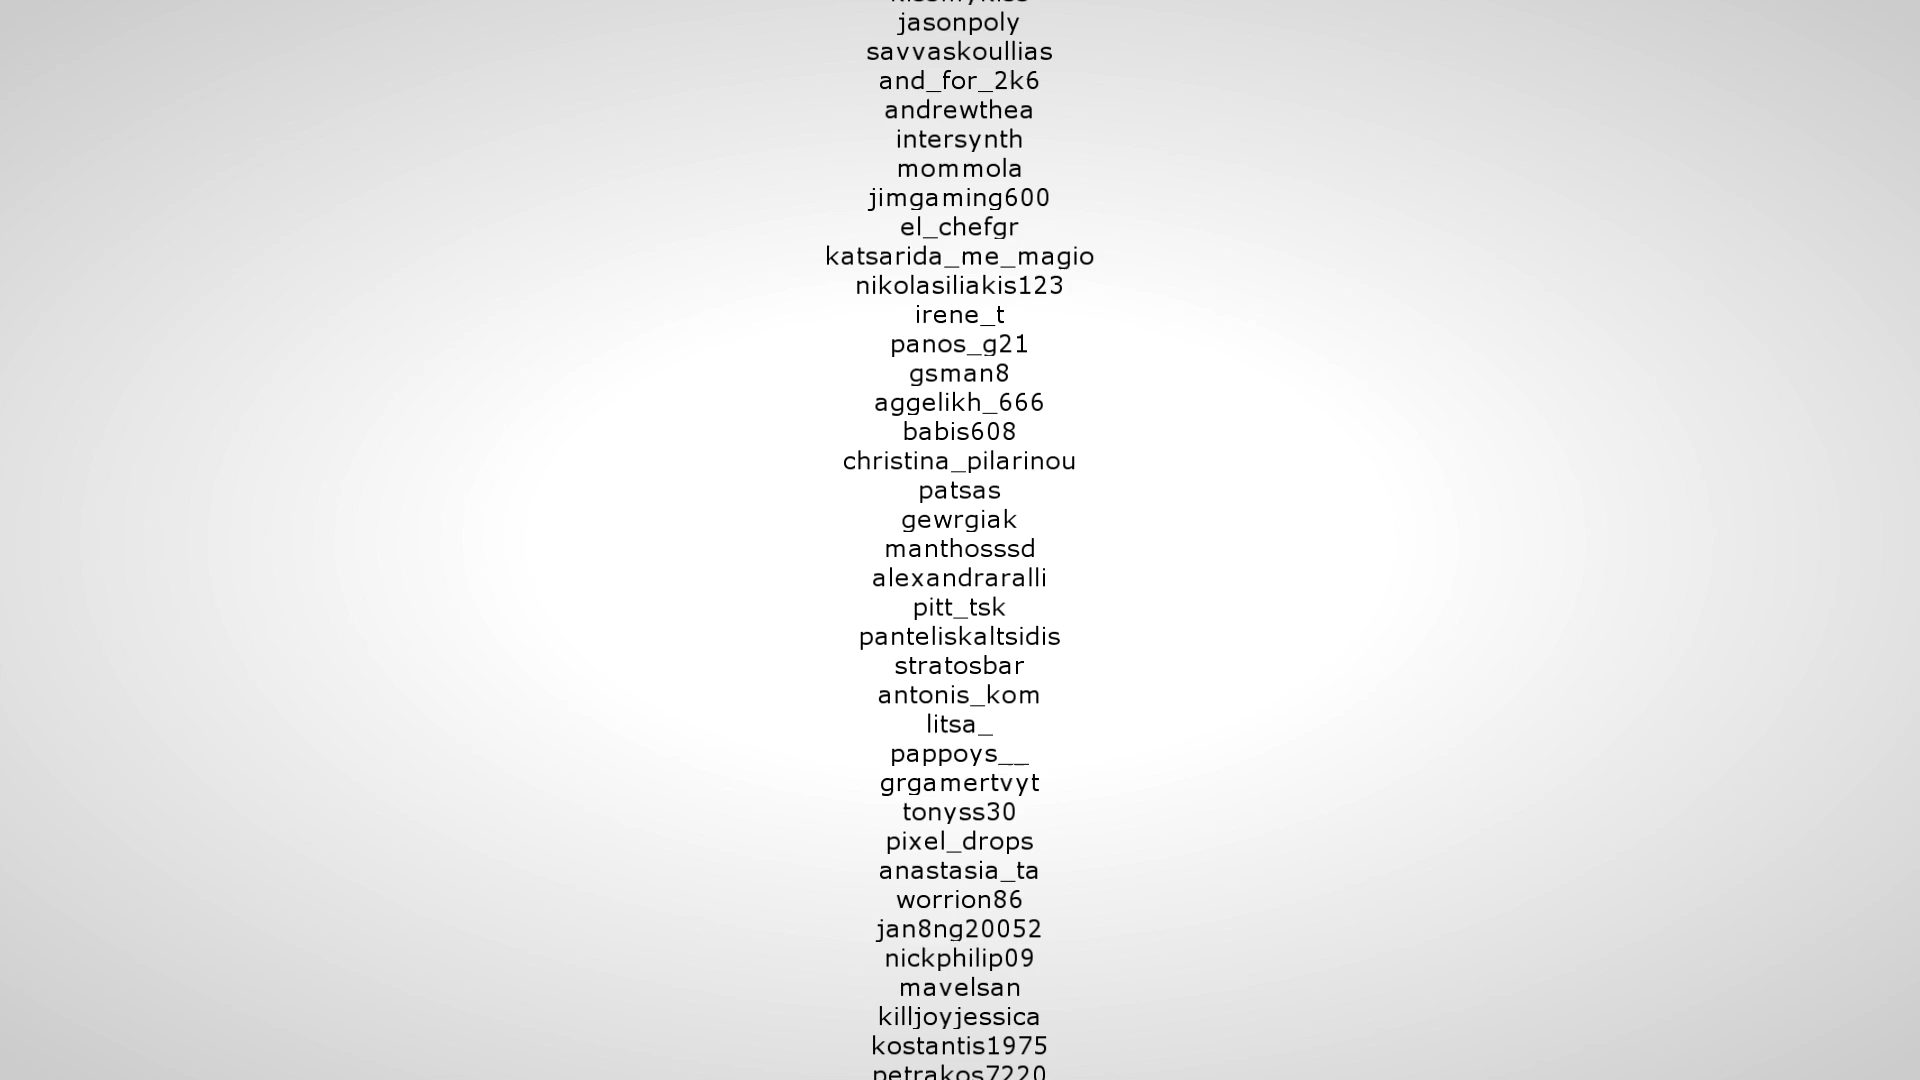 jasonpoly
savvaskoullias
and_for_2k6
andrewthea
intersynth
mommola
jimgaming600
el_chefgr
katsarida_me_magio
nikolasiliakis123
irene_t
panos_g21
gsman8
aggelikh_666
babis608
christina_pilarinou
patsas
gewrgiak
manthosssd
alexandraralli
pitt_tsk
panteliskaltsidis
stratosbar
antonis_kom
litsa_
pappoys__
grgamertvyt
tonyss30
pixel_drops
anastasia_ta
worrion86
jan8ng20052
nickphilip09
mavelsan
killjoyjessica
kostantis1975
petrakos7220